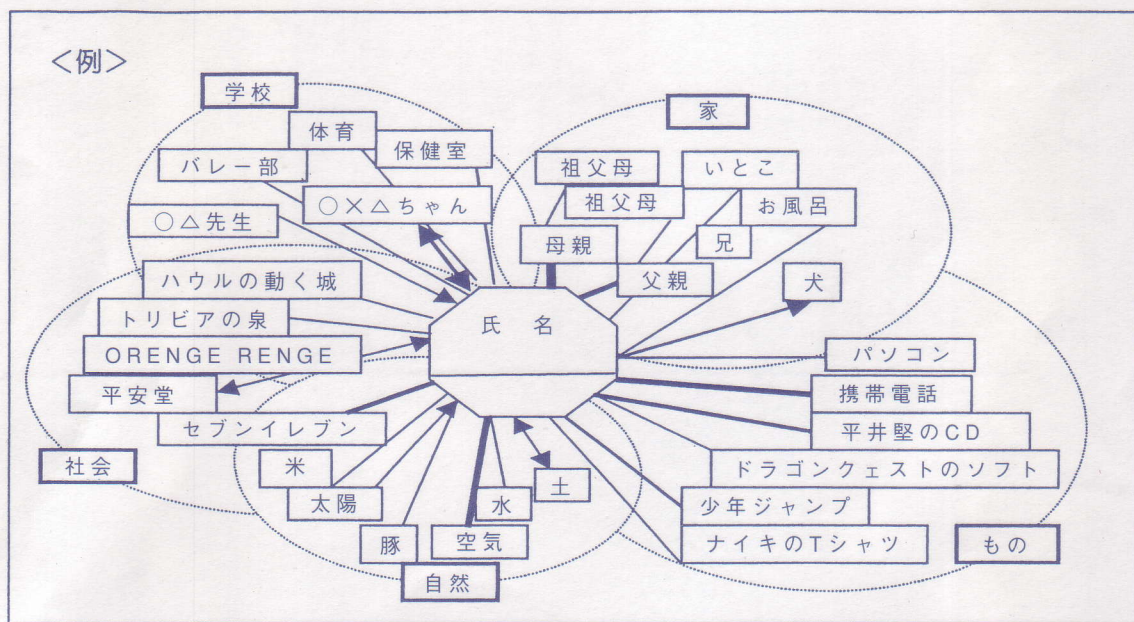 <例>
学校
体育
保健室
バレー部
○×△ちゃん
○△先生
家
祖父母
いとこ
祖父母
お風呂
母親
兄
父親
犬
ハウルの動く城
トリビアの泉
ORENGE RENGE
平安堂
セブンイレブン
社会
氏 名
パソコン
携帯電話
平井堅のCD
ドラゴンクェストのソフト
少年ジャンプ
ナイキのTシャツ
もの
米
太陽
豚
空気
水
土
自然